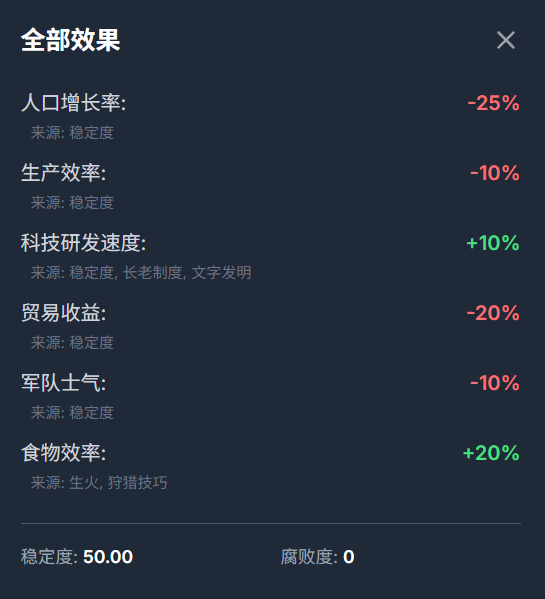 全部效果
人口增长率: -25%
来源: 稳定度
生产效率: -10%
来源: 稳定度
科技研发速度: +10%
来源: 稳定度, 长老制度, 文字发明
贸易收益: -20%
来源: 稳定度
军队士气: -10%
来源: 稳定度
食物效率: +20%
来源: 生火, 狩猎技巧
稳定度: 50.00 腐败度: 0